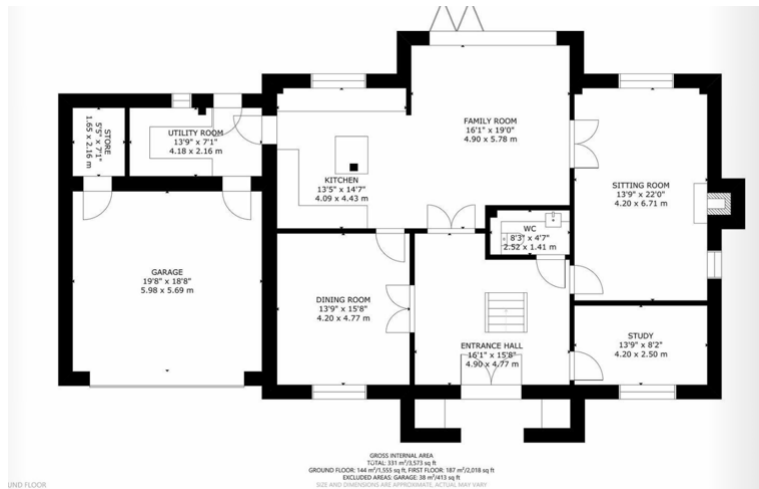 FAMILY ROOM
16'1" x 19'0"
4.90 x 5.78 m
UTILITY ROOM
13'9" x 7'1"
4.18 x 2.16 m
STORE
5'5" x 7'1"
1.65 x 2.16 m
KITCHEN
13'5" x 14'7"
4.09 x 4.43 m
SITTING ROOM
13'9" x 22'0"
4.20 x 6.71 m
WC
8'3" x 4'7"
2.52 x 1.41 m
GARAGE
19'8" x 18'8"
5.98 x 5.69 m
DINING ROOM
13'9" x 15'8"
4.20 x 4.77 m
ENTRANCE HALL
16'1" x 15'8"
4.90 x 4.77 m
STUDY
13'9" x 8'2"
4.20 x 2.50 m
GROSS INTERNAL AREA
TOTAL: 331 m²/3,573 sq ft
GROUND FLOOR: 144 m²/1,555 sq ft, FIRST FLOOR: 187 m²/2,018 sq ft
EXCLUDED AREAS: GARAGE: 38 m²/413 sq ft
SIZE AND DIMENSIONS ARE APPROXIMATE, ACTUAL MAY VARY
UND FLOOR